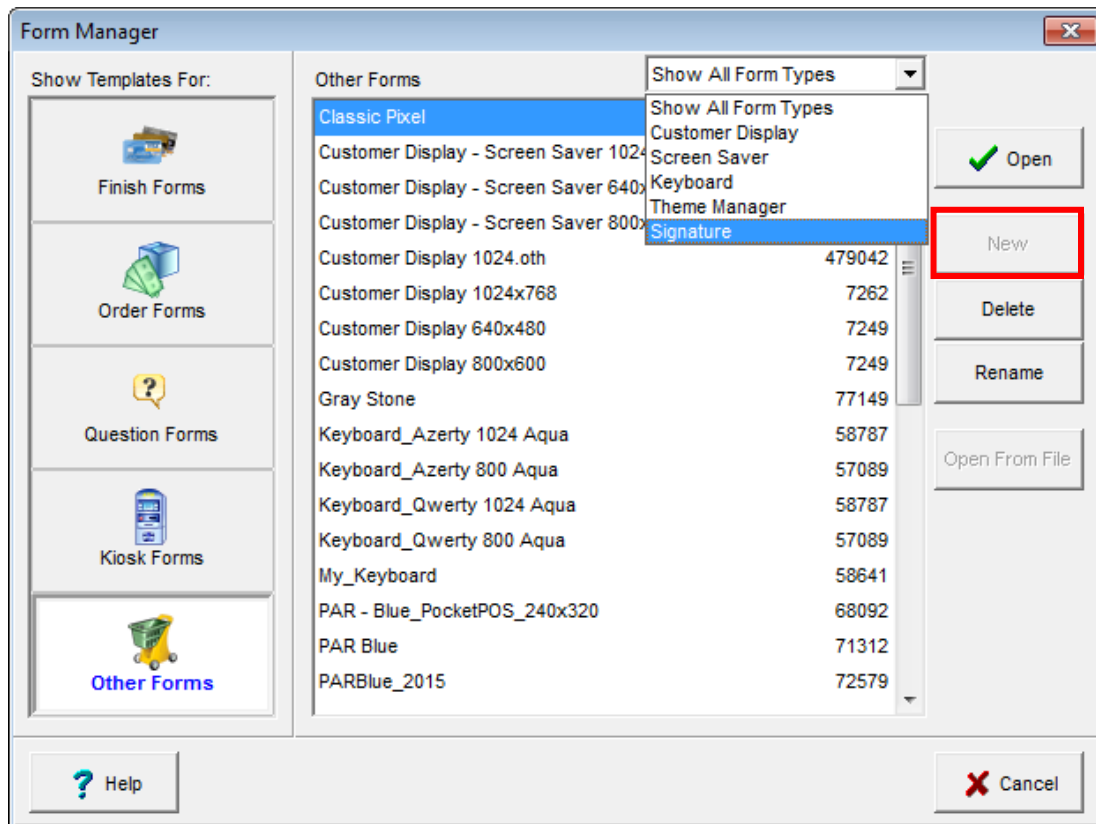 Form Manager
Show Templates For:
Finish Forms
Order Forms
Question Forms
Kiosk Forms
Other Forms
Other Forms
Show All Form Types
Show All Form Types
Customer Display
Screen Saver
Keyboard
Theme Manager
Signature
Classic Pixel
Customer Display - Screen Saver 1024
Customer Display - Screen Saver 640x
Customer Display - Screen Saver 800x
Customer Display 1024.oth 479042
Customer Display 1024x768 7262
Customer Display 640x480 7249
Customer Display 800x600 7249
Gray Stone 77149
Keyboard_Azerty 1024 Aqua 58787
Keyboard_Azerty 800 Aqua 57089
Keyboard_Qwerty 1024 Aqua 58787
Keyboard_Qwerty 800 Aqua 57089
My_Keyboard 58641
PAR - Blue_PocketPOS_240x320 68092
PAR Blue 71312
PARBlue_2015 72579
Open
New
Delete
Rename
Open From File
? Help
Cancel